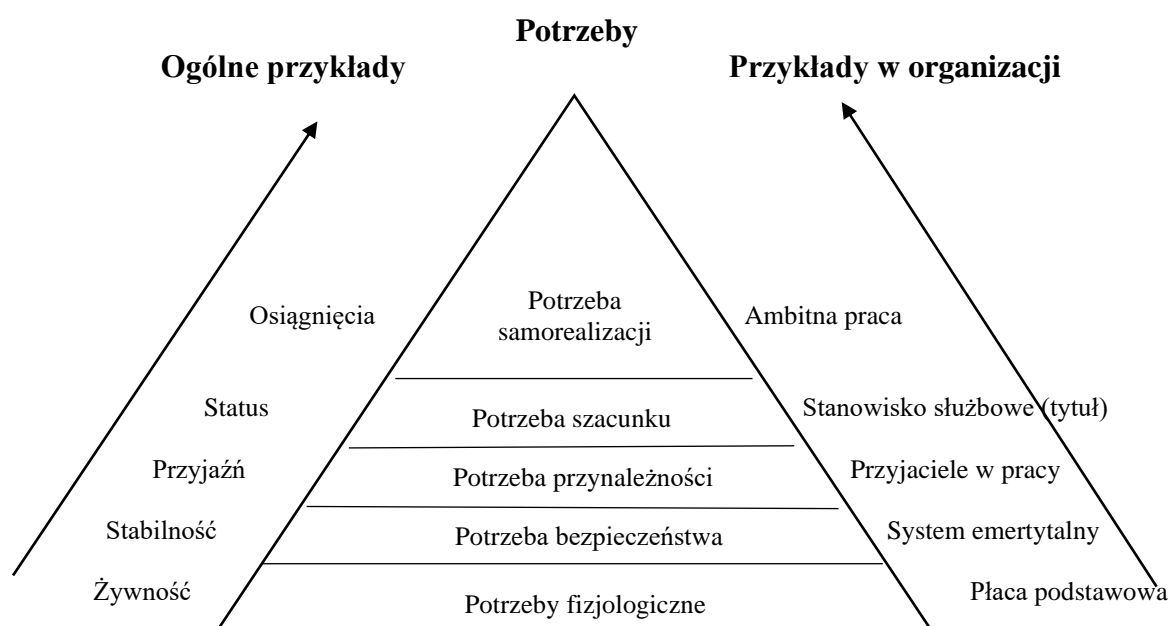 Potrzeby
Ogólne przykłady
Przykłady w organizacji
Osiągnięcia
Potrzeba
samorealizacji
Ambitna praca
Status
Potrzeba szacunku
Stanowisko służbowe (tytuł)
Przyjaźń
Potrzeba przynależności
Przyjaciele w pracy
Stabilność
Potrzeba bezpieczeństwa
System emertytalny
Żywność
Potrzeby fizjologiczne
Płaca podstawowa